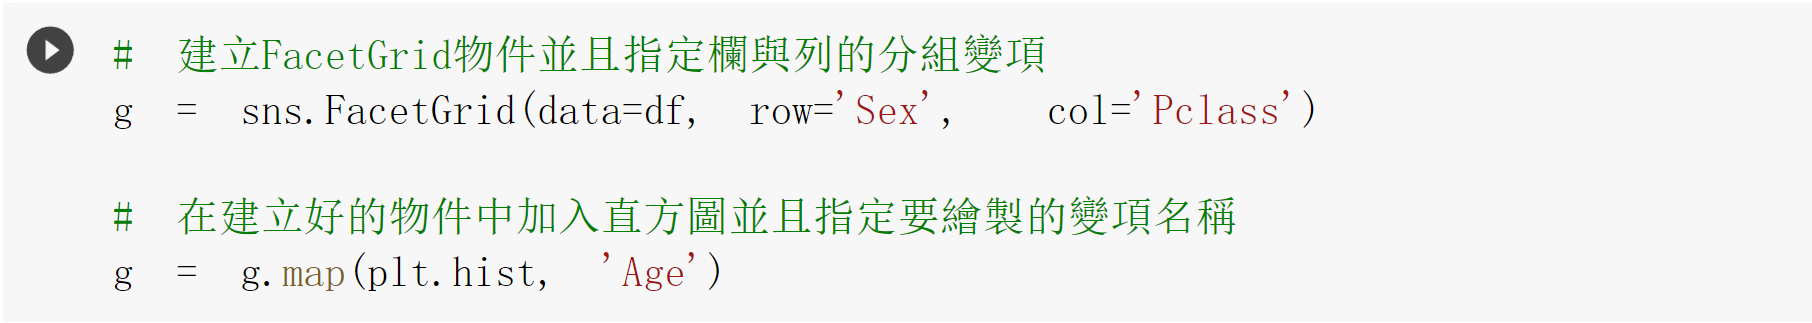 # 建立FacetGrid物件並且指定欄與列的分組變項
g = sns.FacetGrid(data=df, row='Sex', col='Pclass')
# 在建立好的物件中加入直方圖並且指定要繪製的變項名稱
g = g.map(plt.hist, 'Age')